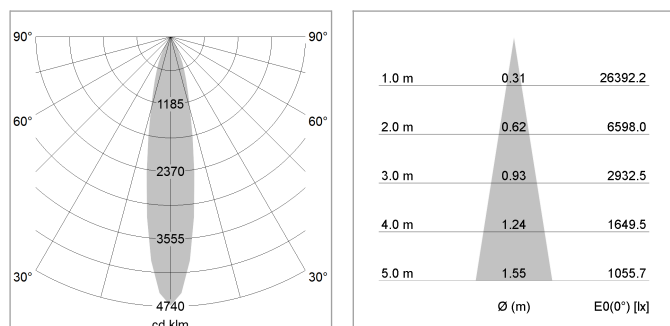 90° 90°
1185
60° 60°
2370
3555
30° 30°
4740
cd klm
1.0 m 0.31 26392.2
2.0 m 0.62 6598.0
3.0 m 0.93 2932.5
4.0 m 1.24 1649.5
5.0 m 1.55 1055.7
Ø (m) E0(0°) [lx]